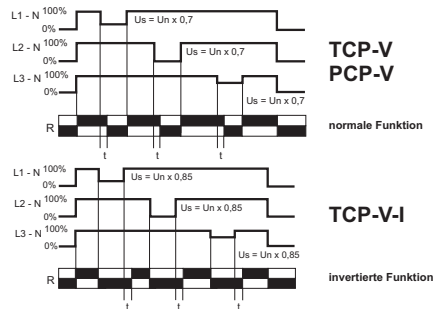 L1 - N 100%
0%
Us = Un x 0,7
L2 - N 100%
0%
Us = Un x 0,7
L3 - N 100%
0%
Us = Un x 0,7
TCP-V
PCP-V
R
normale Funktion
t t t
L1 - N 100%
0%
Us = Un x 0,85
L2 - N 100%
0%
Us = Un x 0,85
L3 - N 100%
0%
Us = Un x 0,85
TCP-V-I
R
invertierte Funktion
t t t